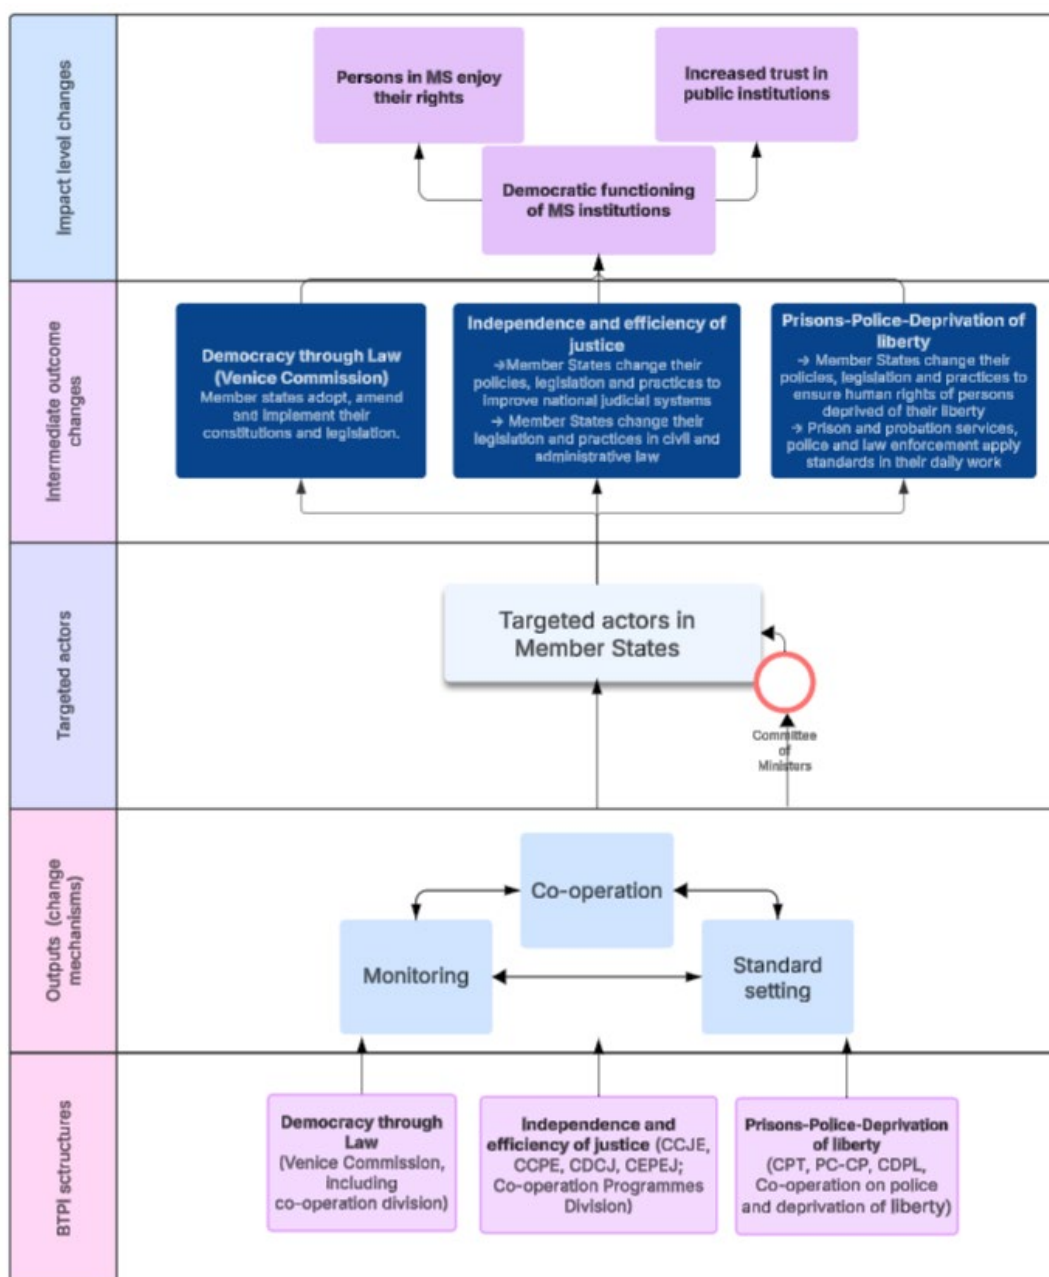 Impact level changes
Persons in MS enjoy
their rights
Increased trust in
public institutions
Democratic functioning
of MS institutions
Intermediate outcome
changes
Democracy through Law
(Venice Commission)
Member states adopt, amend
and implement their
constitutions and legislation.
Independence and efficiency of
justice
→Member States change their
policies, legislation and practices to
improve national judicial systems
→ Member States change their
legislation and practices in civil and
administrative law
Prisons-Police-Deprivation of
liberty
→ Member States change their
policies, legislation and practices to
ensure human rights of persons
deprived of their liberty
→ Prison and probation services,
police and law enforcement apply
standards in their daily work
Targeted actors
Targeted actors in
Member States
Committee
of
Ministers
Outputs (change
mechanisms)
Co-operation
Monitoring
Standard
setting
BTPI sctructures
Democracy through
Law
(Venice Commission,
including
co-operation division)
Independence and
efficiency of justice (CCJE,
CCPE, CDCJ, CEPEJ;
Co-operation Programmes
Division)
Prisons-Police-Deprivation
of liberty
(CPT, PC-CP, CDPL,
Co-operation on police
and deprivation of liberty)